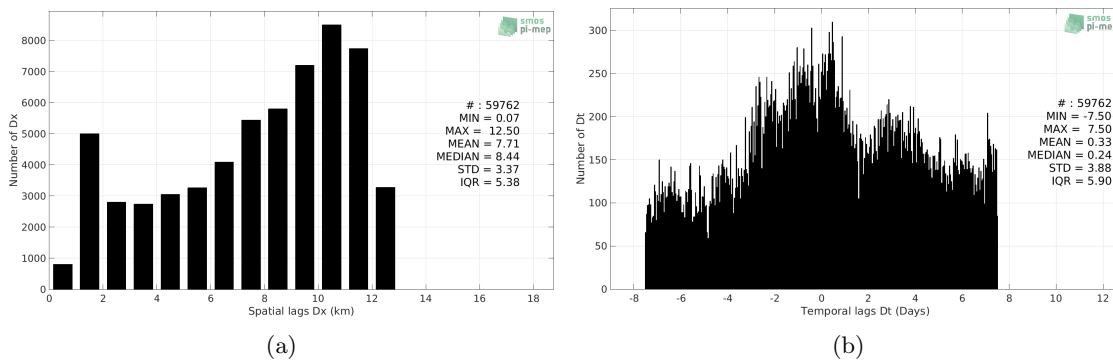 smos
pi-mep
8000
7000
6000
5000
4000
3000
2000
1000
0
Number of Dx
# : 59762
MIN = 0.07
MAX = 12.50
MEAN = 7.71
MEDIAN = 8.44
STD = 3.37
IQR = 5.38
0 2 4 6 8 10 12 14 16 18
Spatial lags Dx (km)
(a)
smos
pi-mep
300
250
200
150
100
50
0
Number of Dt
# : 59762
MIN = -7.50
MAX = 7.50
MEAN = 0.33
MEDIAN = 0.24
STD = 3.88
IQR = 5.90
-8 -6 -4 -2 0 2 4 6 8 10 12
Temporal lags Dt (Days)
(b)